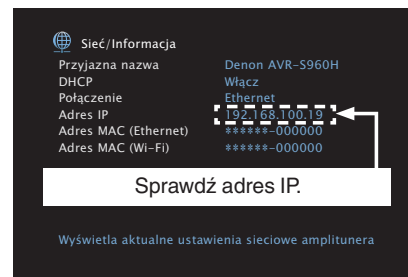 Sieć/Informacja
Przyjazna nazwa Denon AVR-S960H
DHCP Włącz
Połączenie Ethernet
Adres IP 192.168.100.19
Adres MAC (Ethernet) ******-000000
Adres MAC (Wi-Fi) ******-000000
Sprawdź adres IP.
Wyświetla aktualne ustawienia sieciowe amplitunera